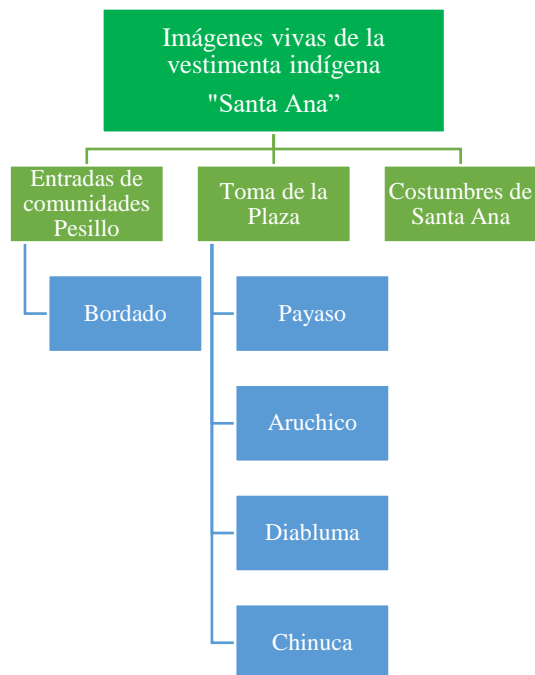 Imágenes vivas de la
vestimenta indígena
"Santa Ana”
Entradas de
comunidades
Pesillo
Toma de la
Plaza
Costumbres de
Santa Ana
Bordado
Payaso
Aruchico
Diabluma
Chinuca